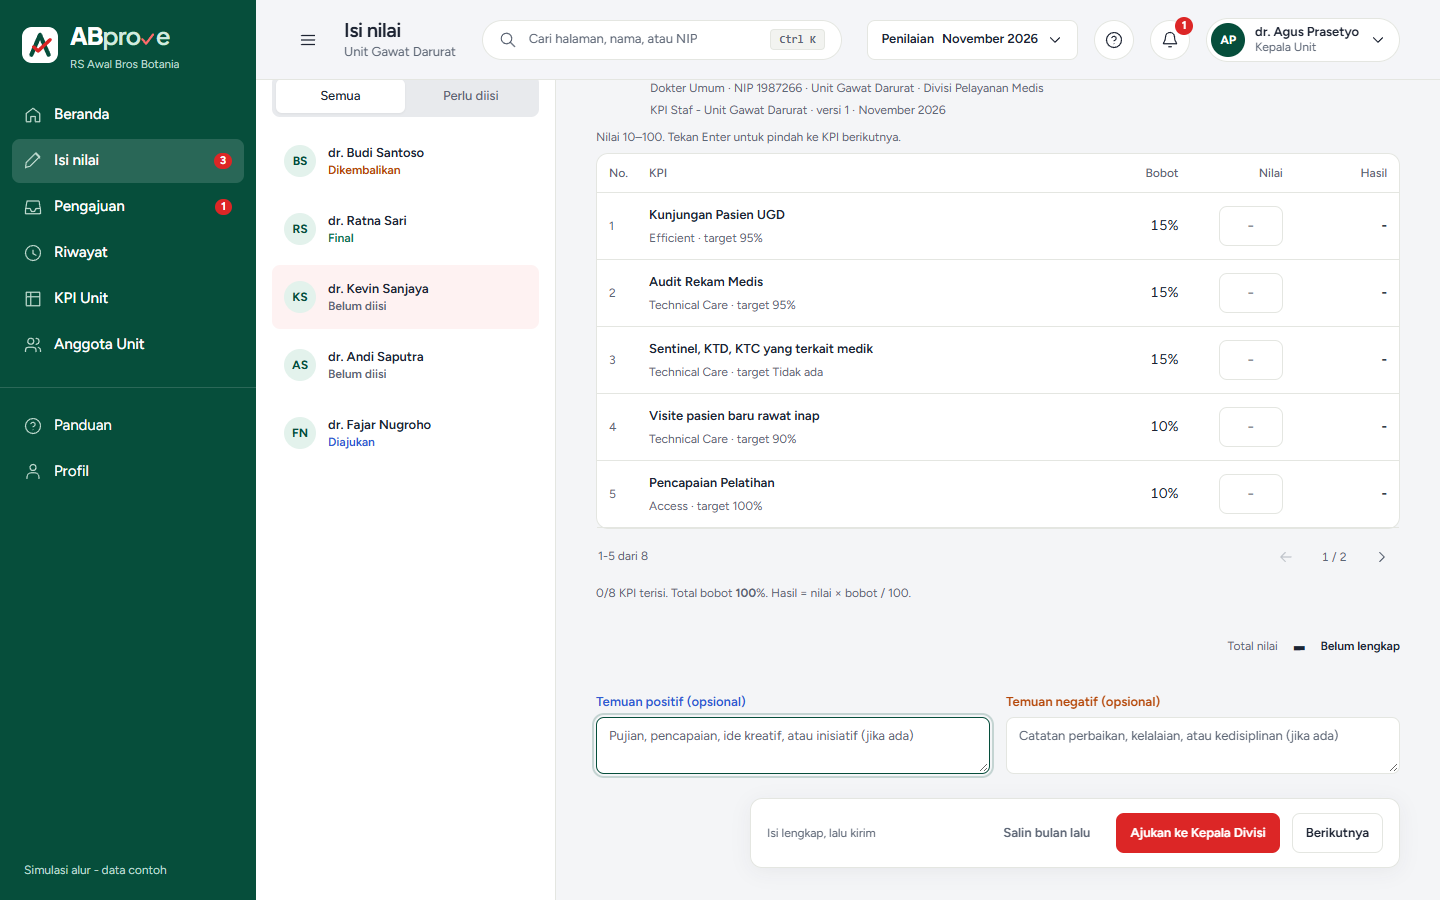 ABprove
RS Awal Bros Botania
Beranda
Isi nilai 3
Pengajuan 1
Riwayat
KPI Unit
Anggota Unit
Panduan
Profil
Simulasi alur - data contoh
Isi nilai
Unit Gawat Darurat
Cari halaman, nama, atau NIP Ctrl K
Penilaian November 2026
1
AP
dr. Agus Prasetyo
Kepala Unit
Semua Perlu diisi
BS
dr. Budi Santoso
Dikembalikan
RS
dr. Ratna Sari
Final
KS
dr. Kevin Sanjaya
Belum diisi
AS
dr. Andi Saputra
Belum diisi
FN
dr. Fajar Nugroho
Diajukan
Dokter Umum · NIP 1987266 · Unit Gawat Darurat · Divisi Pelayanan Medis
KPI Staf - Unit Gawat Darurat · versi 1 · November 2026
Nilai 10–100. Tekan Enter untuk pindah ke KPI berikutnya.
No. KPI Bobot Nilai Hasil
1 Kunjungan Pasien UGD 15% - -
Efficient · target 95%
2 Audit Rekam Medis 15% - -
Technical Care · target 95%
3 Sentinel, KTD, KTC yang terkait medik 15% - -
Technical Care · target Tidak ada
4 Visite pasien baru rawat inap 10% - -
Technical Care · target 90%
5 Pencapaian Pelatihan 10% - -
Access · target 100%
1-5 dari 8 1 / 2
0/8 KPI terisi. Total bobot 100%. Hasil = nilai × bobot / 100.
Total nilai - Belum lengkap
Temuan positif (opsional)
Pujian, pencapaian, ide kreatif, atau inisiatif (jika ada)
Temuan negatif (opsional)
Catatan perbaikan, kelalaian, atau kedisiplinan (jika ada)
Isi lengkap, lalu kirim Salin bulan lalu Ajukan ke Kepala Divisi Berikutnya